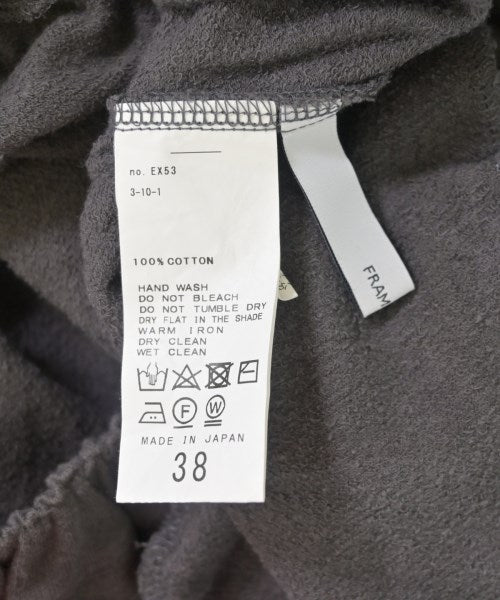 no. EX53
3-10-1
100% COTTON
HAND WASH
DO NOT BLEACH
DO NOT TUMBLE DRY
DRY FLAT IN THE SHADE
WARM IRON
DRY CLEAN
WET CLEAN
F W
MADE IN JAPAN
38
FRAM